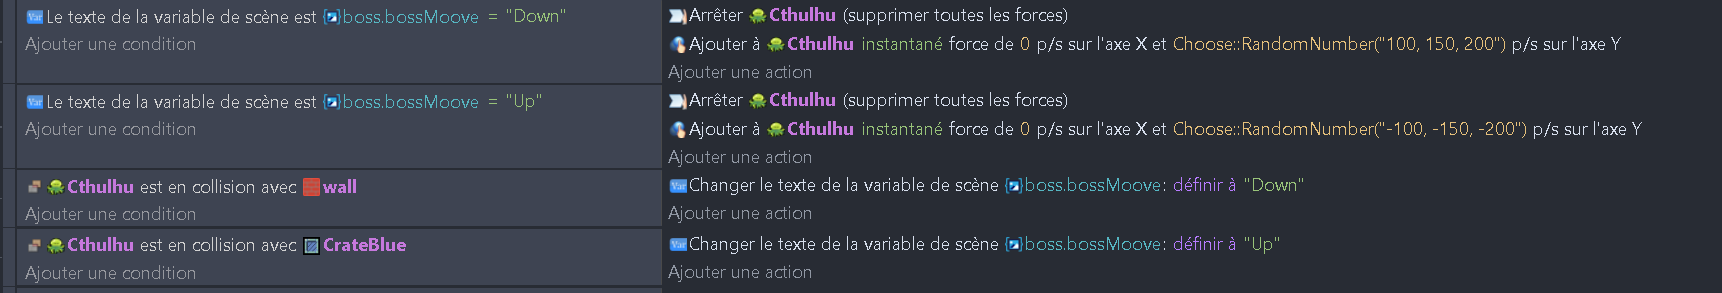 Le texte de la variable de scène est boss.bossMoove = "Down"
Ajouter une condition
Arrêter Cthulhu (supprimer toutes les forces)
Ajouter à Cthulhu instantané force de 0 p/s sur l'axe X et Choose::RandomNumber("100, 150, 200") p/s sur l'axe Y
Ajouter une action
Le texte de la variable de scène est boss.bossMoove = "Up"
Ajouter une condition
Arrêter Cthulhu (supprimer toutes les forces)
Ajouter à Cthulhu instantané force de 0 p/s sur l'axe X et Choose::RandomNumber("-100, -150, -200") p/s sur l'axe Y
Ajouter une action
Cthulhu est en collision avec wall
Ajouter une condition
Changer le texte de la variable de scène boss.bossMoove: définir à "Down"
Ajouter une action
Cthulhu est en collision avec CrateBlue
Ajouter une condition
Changer le texte de la variable de scène boss.bossMoove: définir à "Up"
Ajouter une action